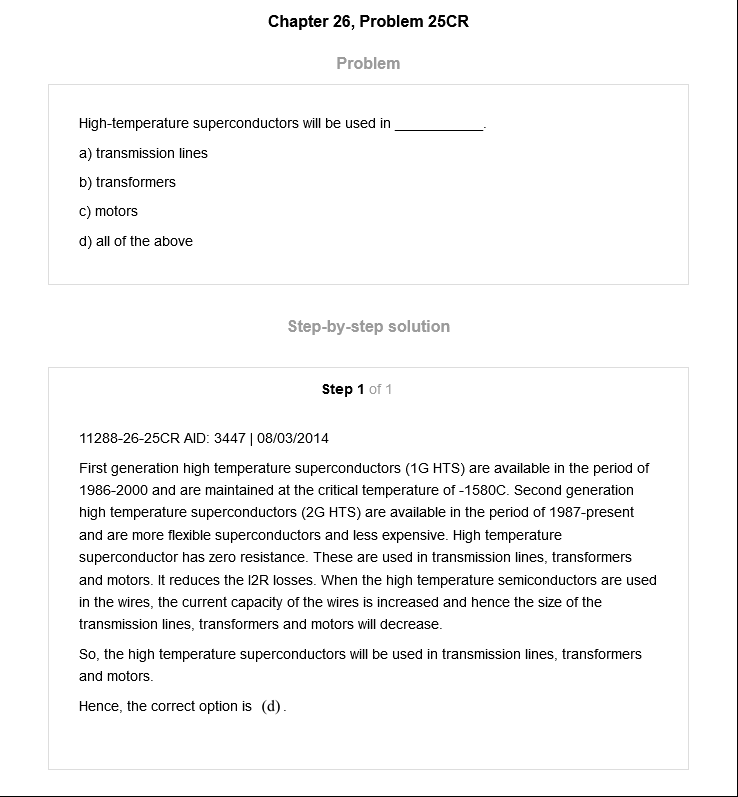 Chapter 26, Problem 25CR
Problem
High-temperature superconductors will be used in ___________.
a) transmission lines
b) transformers
c) motors
d) all of the above
Step-by-step solution
Step 1 of 1
11288-26-25CR AID: 3447 | 08/03/2014
First generation high temperature superconductors (1G HTS) are available in the period of
1986-2000 and are maintained at the critical temperature of -1580C. Second generation
high temperature superconductors (2G HTS) are available in the period of 1987-present
and are more flexible superconductors and less expensive. High temperature
superconductor has zero resistance. These are used in transmission lines, transformers
and motors. It reduces the I2R losses. When the high temperature semiconductors are used
in the wires, the current capacity of the wires is increased and hence the size of the
transmission lines, transformers and motors will decrease.
So, the high temperature superconductors will be used in transmission lines, transformers
and motors.
Hence, the correct option is (d).